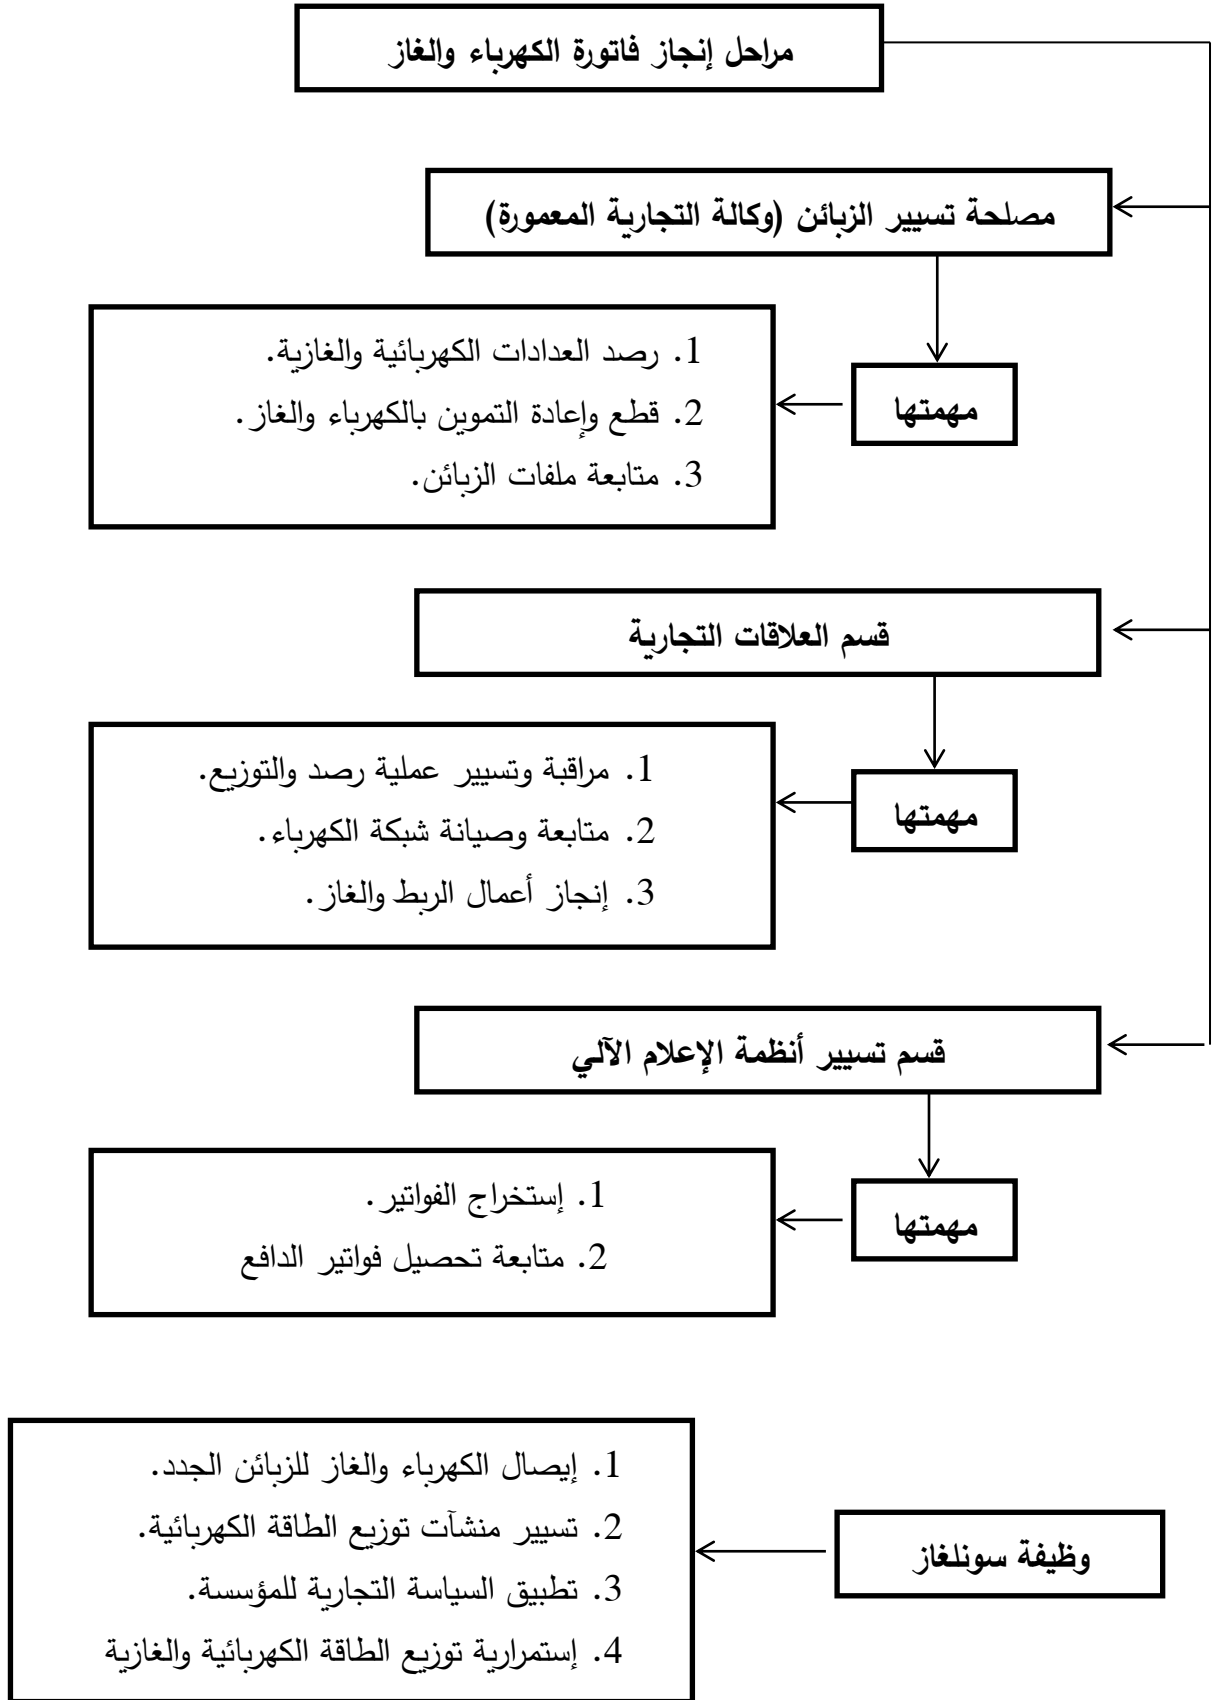 مراحل إنجاز فاتورة الكهرباء والغاز
مصلحة تسيير الزبائن (وكالة التجارية المعمورة)
مهمتها
1. رصد العدادات الكهربائية والغازية.
2. قطع وإعادة التموين بالكهرباء والغاز.
3. متابعة ملفات الزبائن.
قسم العلاقات التجارية
مهمتها
1. مراقبة وتسيير عملية رصد والتوزيع.
2. متابعة وصيانة شبكة الكهرباء.
3. إنجاز أعمال الربط والغاز.
قسم تسيير أنظمة الإعلام الآلي
مهمتها
1. إستخراج الفواتير.
2. متابعة تحصيل فواتير الدافع
وظيفة سونلغاز
1. إيصال الكهرباء والغاز للزبائن الجدد.
2. تسيير منشآت توزيع الطاقة الكهربائية.
3. تطبيق السياسة التجارية للمؤسسة.
4. إستمرارية توزيع الطاقة الكهربائية والغازية